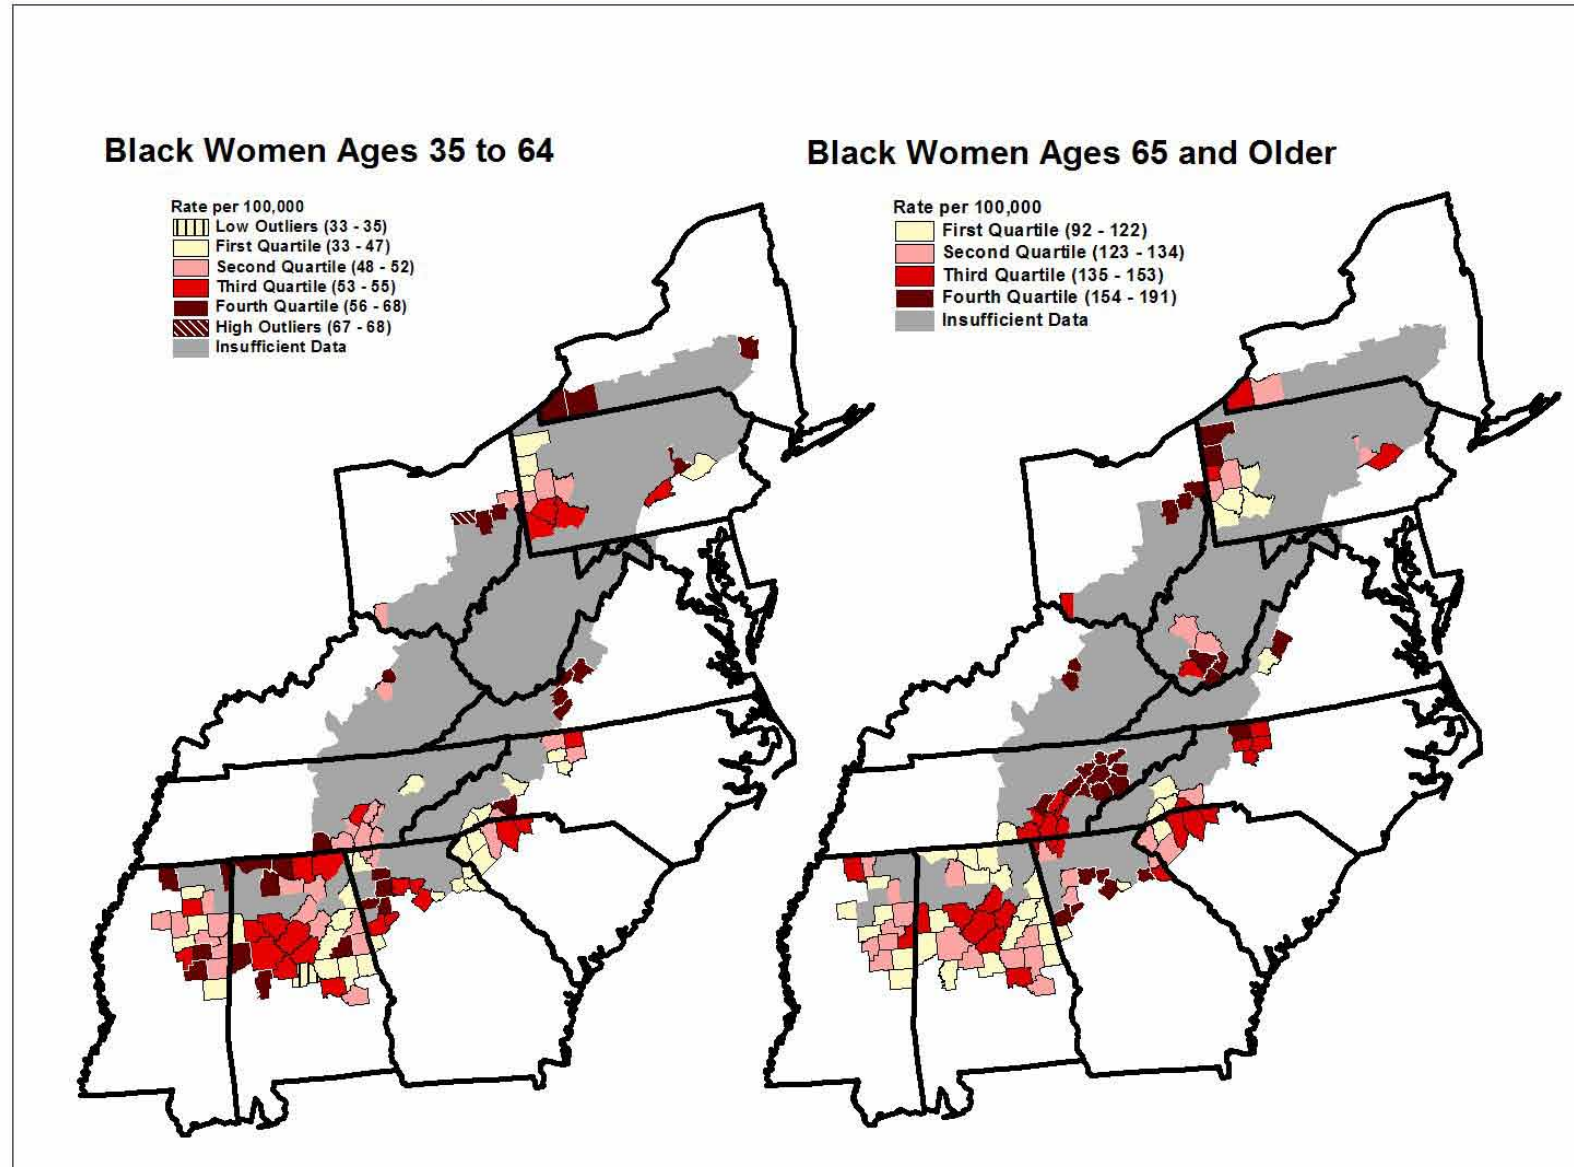 Black Women Ages 35 to 64
Rate per 100,000
Low Outliers (33 - 35)
First Quartile (33 - 47)
Second Quartile (48 - 52)
Third Quartile (53 - 55)
Fourth Quartile (56 - 68)
High Outliers (67 - 68)
Insufficient Data
Black Women Ages 65 and Older
Rate per 100,000
First Quartile (92 - 122)
Second Quartile (123 - 134)
Third Quartile (135 - 153)
Fourth Quartile (154 - 191)
Insufficient Data